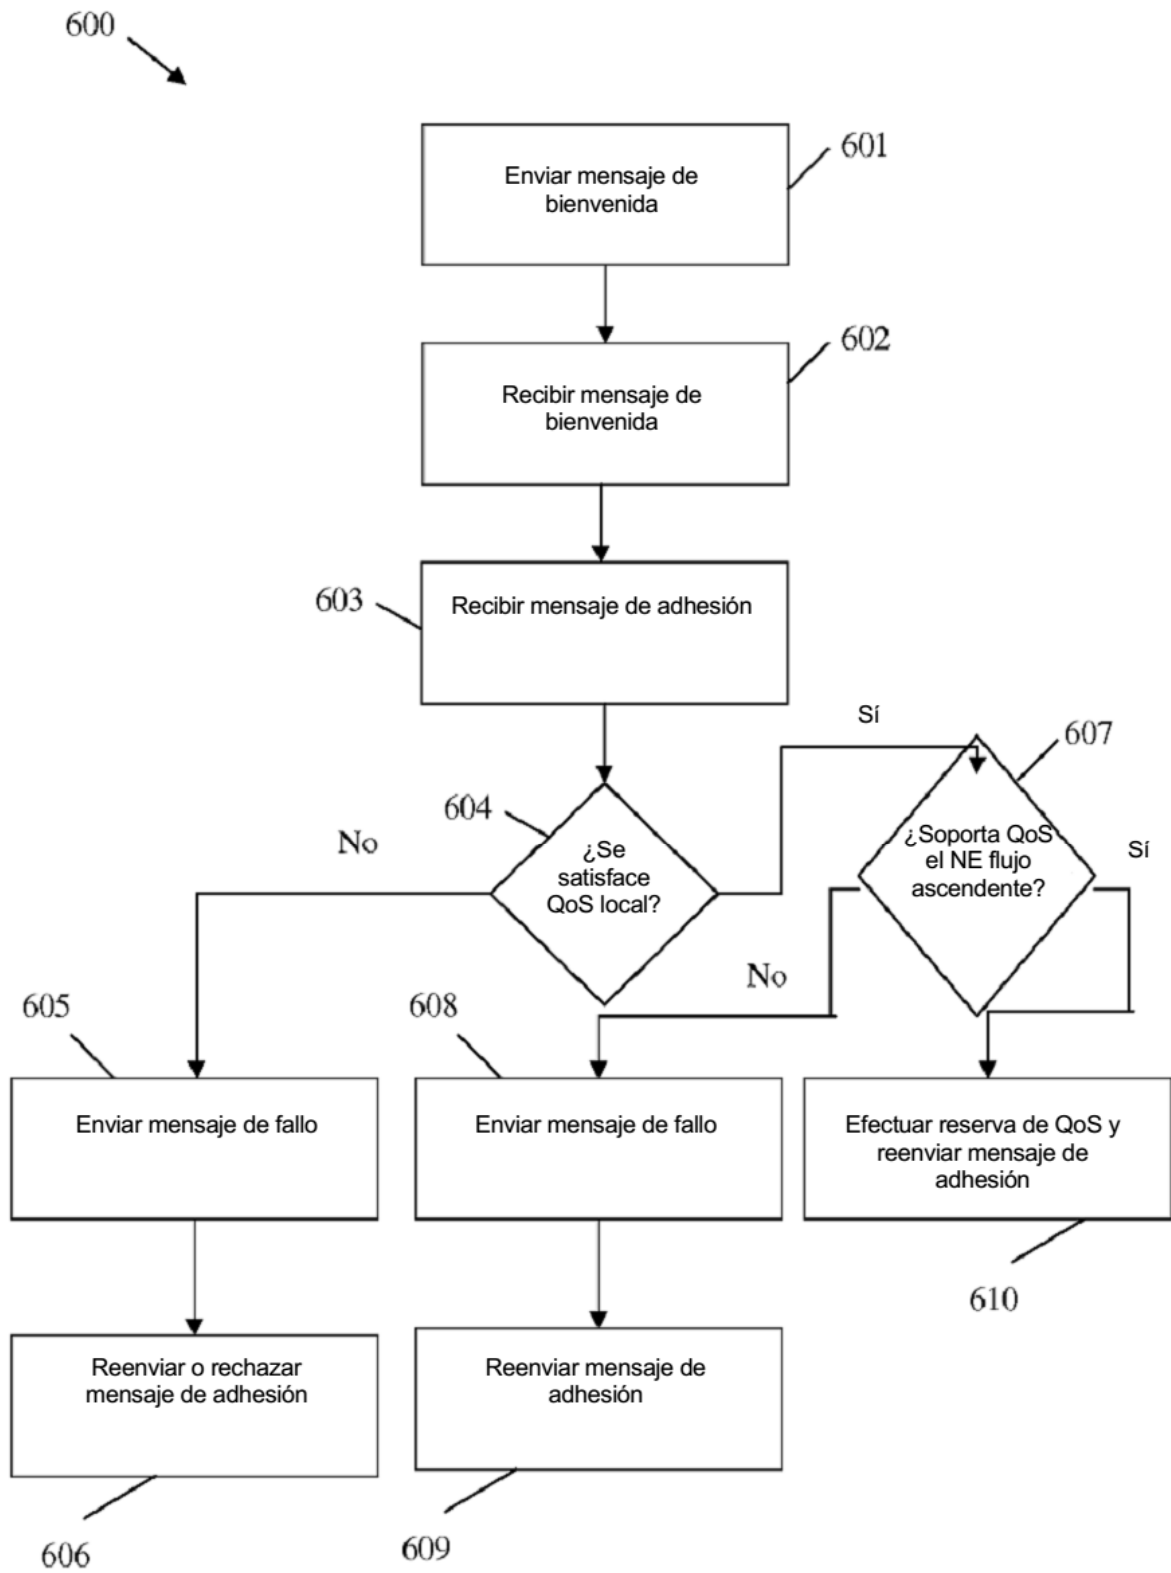 600
601
Enviar mensaje de
bienvenida
602
Recibir mensaje de
bienvenida
603
Recibir mensaje de adhesión
Sí
607
604
No
¿Se
satisface
QoS local?
¿Soporta QoS
el NE flujo
ascendente?
Sí
No
605
608
Enviar mensaje de fallo
Enviar mensaje de fallo
Efectuar reserva de QoS y
reenviar mensaje de
adhesión
610
Reenviar o rechazar
mensaje de adhesión
Reenviar mensaje de
adhesión
606
609